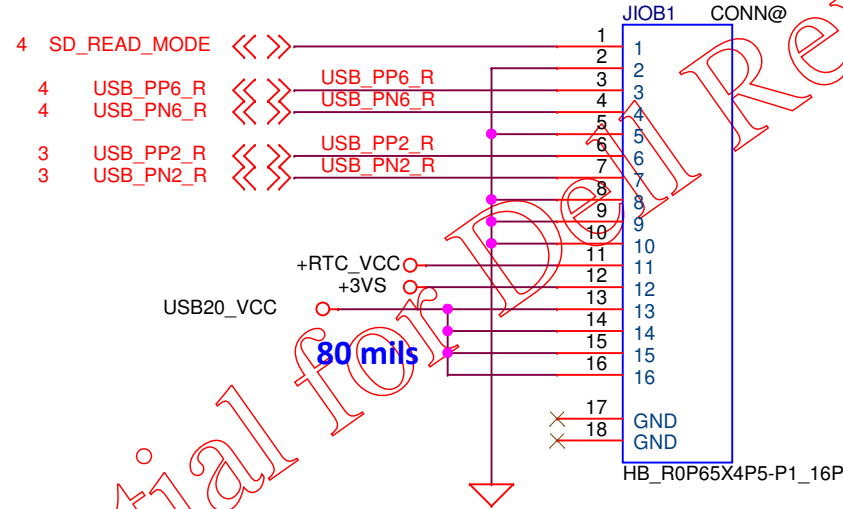 JIOB1 CONN@
4 SD_READ_MODE 1 1
2 2
4 USB_PP6_R USB_PP6_R 3 3
4 USB_PN6_R USB_PN6_R 4 4
5 5
3 USB_PP2_R USB_PP2_R 6 6
3 USB_PN2_R USB_PN2_R 7 7
8 8
9 9
10 10
+RTC_VCC 11 11
+3VS 12 12
USB20_VCC 13 13
14 14
80 mils 15 15
16 16
17 GND
18 GND
HB_R0P65X4P5-P1_16P
tial for Dell Re